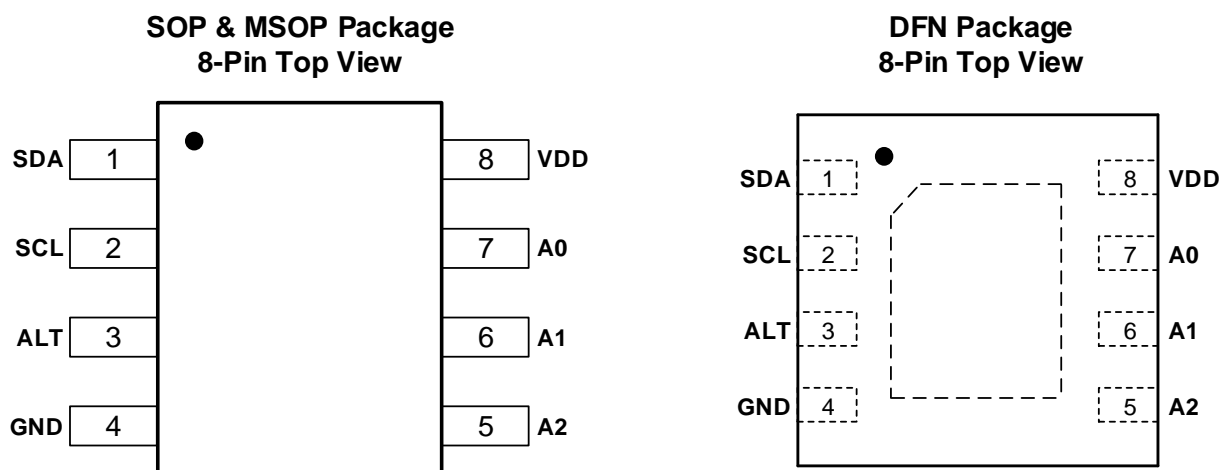 SOP & MSOP Package
8-Pin Top View
SDA 1 8 VDD
SCL 2 7 A0
ALT 3 6 A1
GND 4 5 A2
DFN Package
8-Pin Top View
SDA 1 8 VDD
SCL 2 7 A0
ALT 3 6 A1
GND 4 5 A2